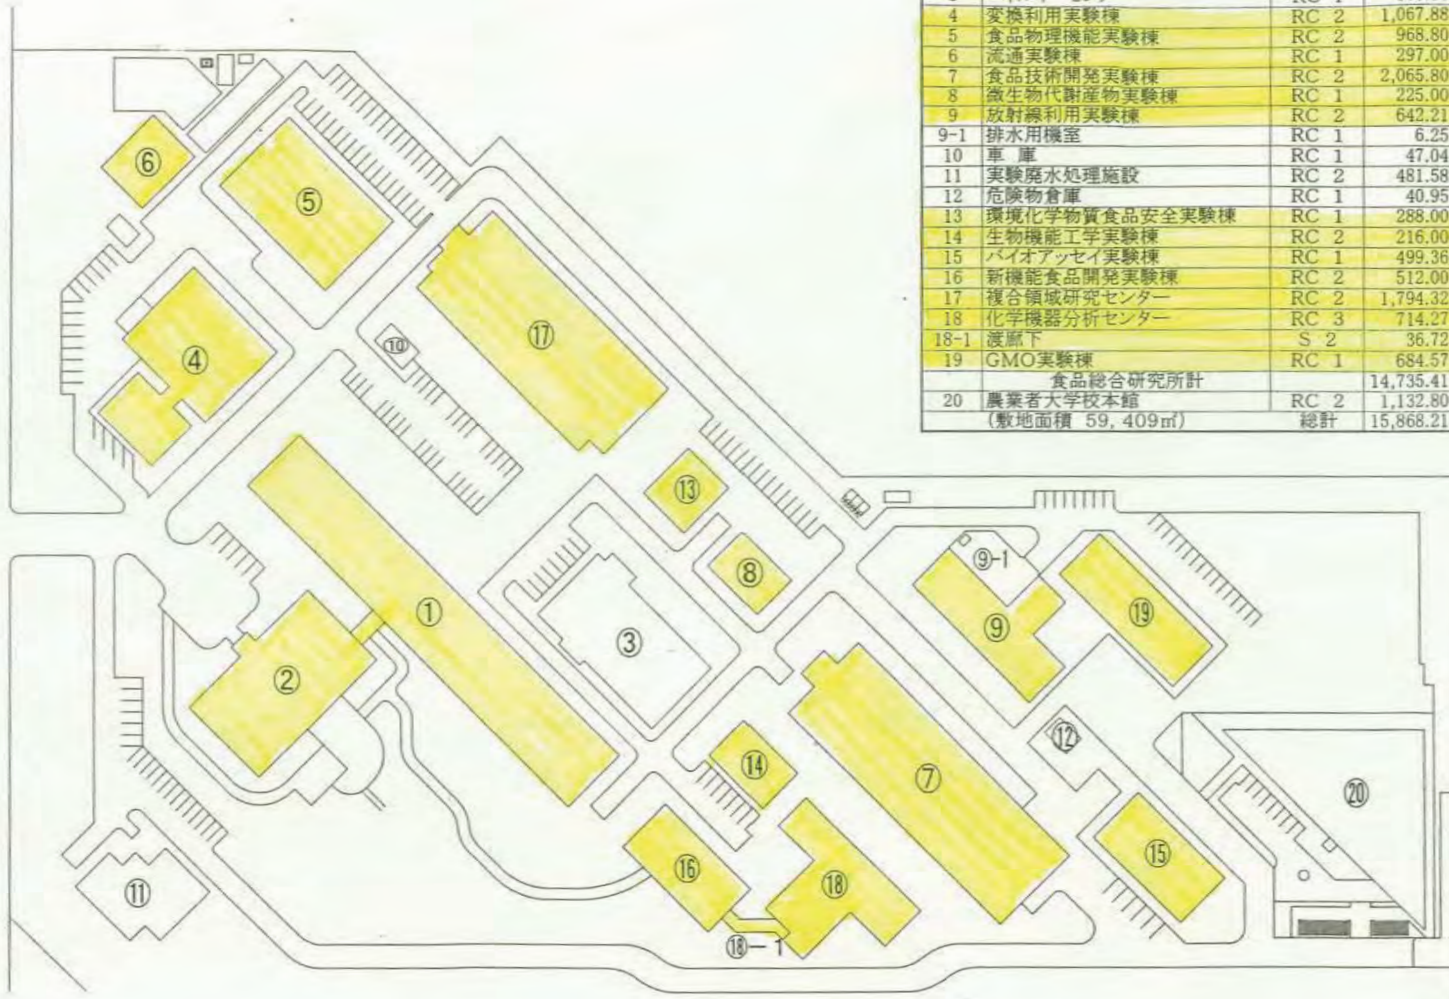 4 変換利用実験棟 RC 2 1,067.88
5 食品物理機能実験棟 RC 2 968.80
6 流通実験棟 RC 1 297.00
7 食品技術開発実験棟 RC 2 2,065.80
8 微生物代謝産物実験棟 RC 1 225.00
9 放射線利用実験棟 RC 2 642.21
9-1 排水用機室 RC 1 6.25
10 車 庫 RC 1 47.04
11 実験廃水処理施設 RC 2 481.58
12 危険物倉庫 RC 1 40.95
13 環境化学物質食品安全実験棟 RC 1 288.00
14 生物機能工学実験棟 RC 2 216.00
15 バイオアッセイ実験棟 RC 1 499.36
16 新機能食品開発実験棟 RC 2 512.00
17 複合領域研究センター RC 2 1,794.32
18 化学機器分析センター RC 3 714.27
18-1 渡廊下 S 2 36.72
19 GMO実験棟 RC 1 684.57
食品総合研究所計 14,735.41
20 農業者大学校本館 RC 2 1,132.80
(敷地面積 59,409㎡) 総計 15,868.21
⑥
⑤
④
⑰
⑩
⑬
⑧
①
③
②
⑨-1
⑨
⑲
⑫
⑭
⑦
⑳
⑮
⑯
⑱
⑪
⑱-1